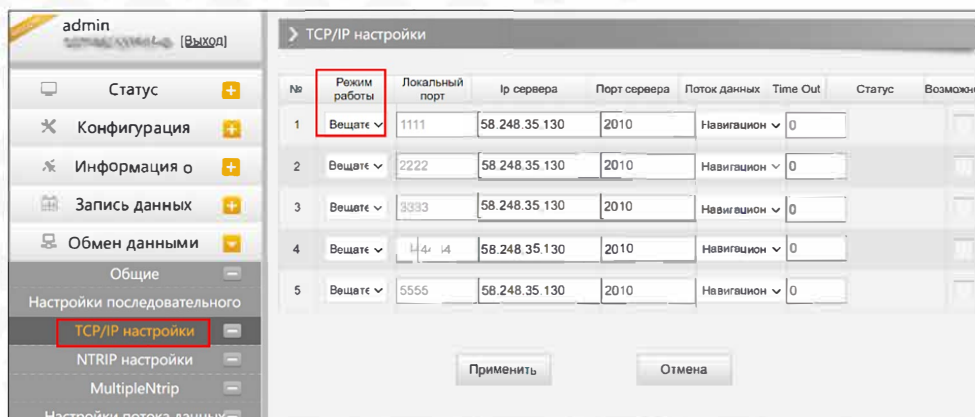 admin
[Выход]
Статус
Конфигурация
Информация о
Запись данных
Обмен данными
Общие
Настройки последовательного
TCP/IP настройки
NTRIP настройки
MultipleNtrip
Настройки потока данных
TCP/IP настройки
№ Режим работы Локальный порт Ip сервера Порт сервера Поток данных Time Out Статус Возможн
1 Вещате 1111 58.248.35.130 2010 Навигацион 0
2 Вещате 2222 58.248.35.130 2010 Навигацион 0
3 Вещате 3333 58.248.35.130 2010 Навигацион 0
4 Вещате 58.248.35.130 2010 Навигацион 0
5 Вещате 5555 58.248.35.130 2010 Навигацион 0
Применить Отмена